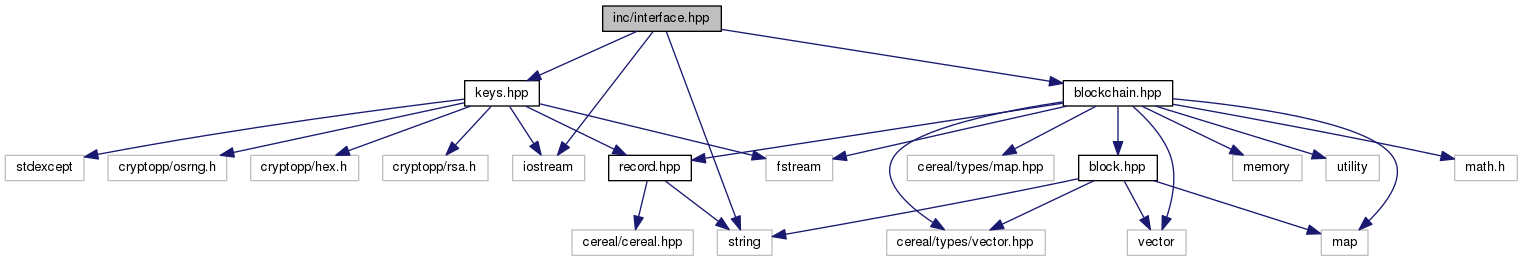 inc/interface.hpp
keys.hpp
blockchain.hpp
stdexcept
cryptopp/osrng.h
cryptopp/hex.h
cryptopp/rsa.h
iostream
record.hpp
fstream
cereal/types/map.hpp
block.hpp
memory
utility
math.h
cereal/cereal.hpp
string
cereal/types/vector.hpp
vector
map